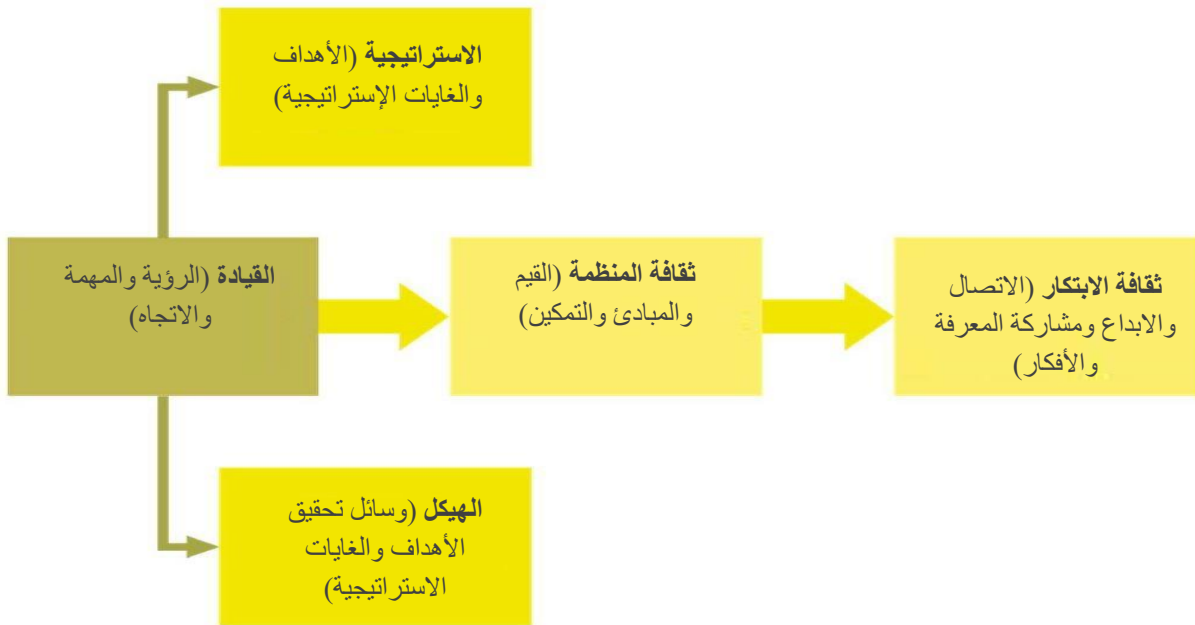 الاستراتيجية (الأهداف
والغايات الإستراتيجية)
القيادة (الرؤية والمهمة
والاتجاه)
ثقافة المنظمة (القيم
والمبادئ والتمكين)
ثقافة الابتكار (الاتصال
والابداع ومشاركة المعرفة
والأفكار)
الهيكل (وسائل تحقيق
الأهداف والغايات
الاستراتيجية)